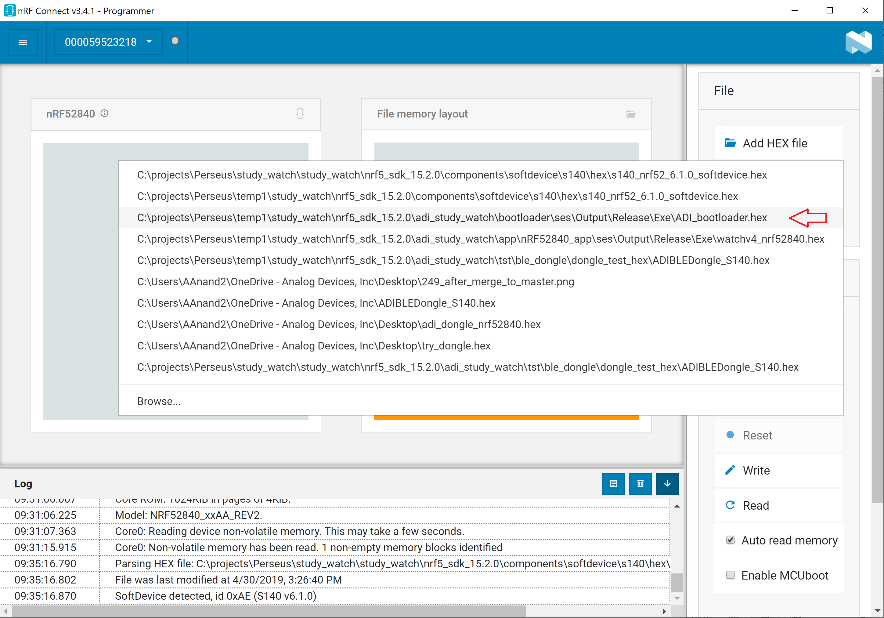 nRF Connect v3.4.1 - Programmer
000059523218
nRF52840
File memory layout
File
Add HEX file
C:\projects\Perseus\study_watch\study_watch\nrf5_sdk_15.2.0\components\softdevice\s140\hex\s140_nrf52_6.1.0_softdevice.hex
C:\projects\Perseus\temp1\study_watch\nrf5_sdk_15.2.0\components\softdevice\s140\hex\s140_nrf52_6.1.0_softdevice.hex
C:\projects\Perseus\temp1\study_watch\nrf5_sdk_15.2.0\adi_study_watch\bootloader\ses\Output\Release\Exe\ADI_bootloader.hex
C:\projects\Perseus\temp1\study_watch\nrf5_sdk_15.2.0\adi_study_watch\app\nRF52840_app\ses\Output\Release\Exe\watchv4_nrf52840.hex
C:\projects\Perseus\temp1\study_watch\nrf5_sdk_15.2.0\adi_study_watch\tst\ble_dongle\dongle_test_hex\ADIBLEDongle_S140.hex
C:\Users\AAnand2\OneDrive - Analog Devices, Inc\Desktop\249_after_merge_to_master.png
C:\Users\AAnand2\OneDrive - Analog Devices, Inc\ADIBLEDongle_S140.hex
C:\Users\AAnand2\OneDrive - Analog Devices, Inc\Desktop\adi_dongle_nrf52840.hex
C:\Users\AAnand2\OneDrive - Analog Devices, Inc\Desktop\try_dongle.hex
C:\projects\Perseus\study_watch\study_watch\nrf5_sdk_15.2.0\adi_study_watch\tst\ble_dongle\dongle_test_hex\ADIBLEDongle_S140.hex
Browse...
Reset
Write
Read
Auto read memory
Enable MCUboot
Log
09:31:06.607 Core ROM: 1024KiB in pages of 4KiB.
09:31:06.225 Model: NRF52840_xxAA_REV2.
09:31:07.363 Core0: Reading device non-volatile memory. This may take a few seconds.
09:31:15.915 Core0: Non-volatile memory has been read. 1 non-empty memory blocks identified
09:35:16.790 Parsing HEX file: C:\projects\Perseus\study_watch\study_watch\nrf5_sdk_15.2.0\components\softdevice\s140\hex\
09:35:16.802 File was last modified at 4/30/2019, 3:26:40 PM
09:35:16.870 SoftDevice detected, id 0xAE (S140 v6.1.0)